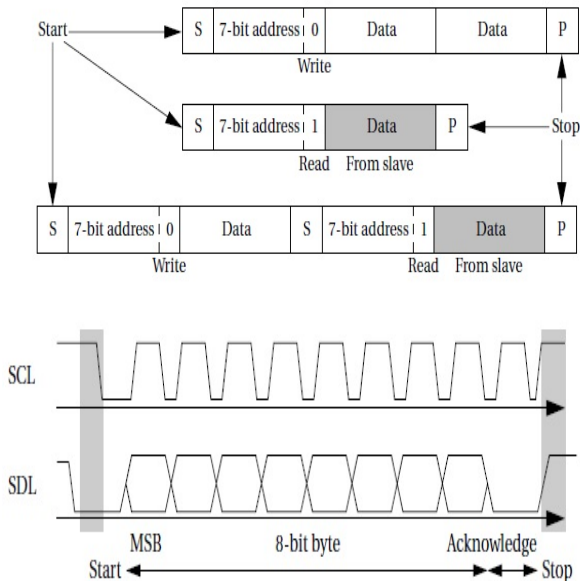 Start
S 7-bit address 0 Data Data P
Write
S 7-bit address 1 Data P
Stop
Read From slave
S 7-bit address 0 Data S 7-bit address 1 Data P
Write Read From slave
SCL
SDL
MSB 8-bit byte Acknowledge
Start Stop